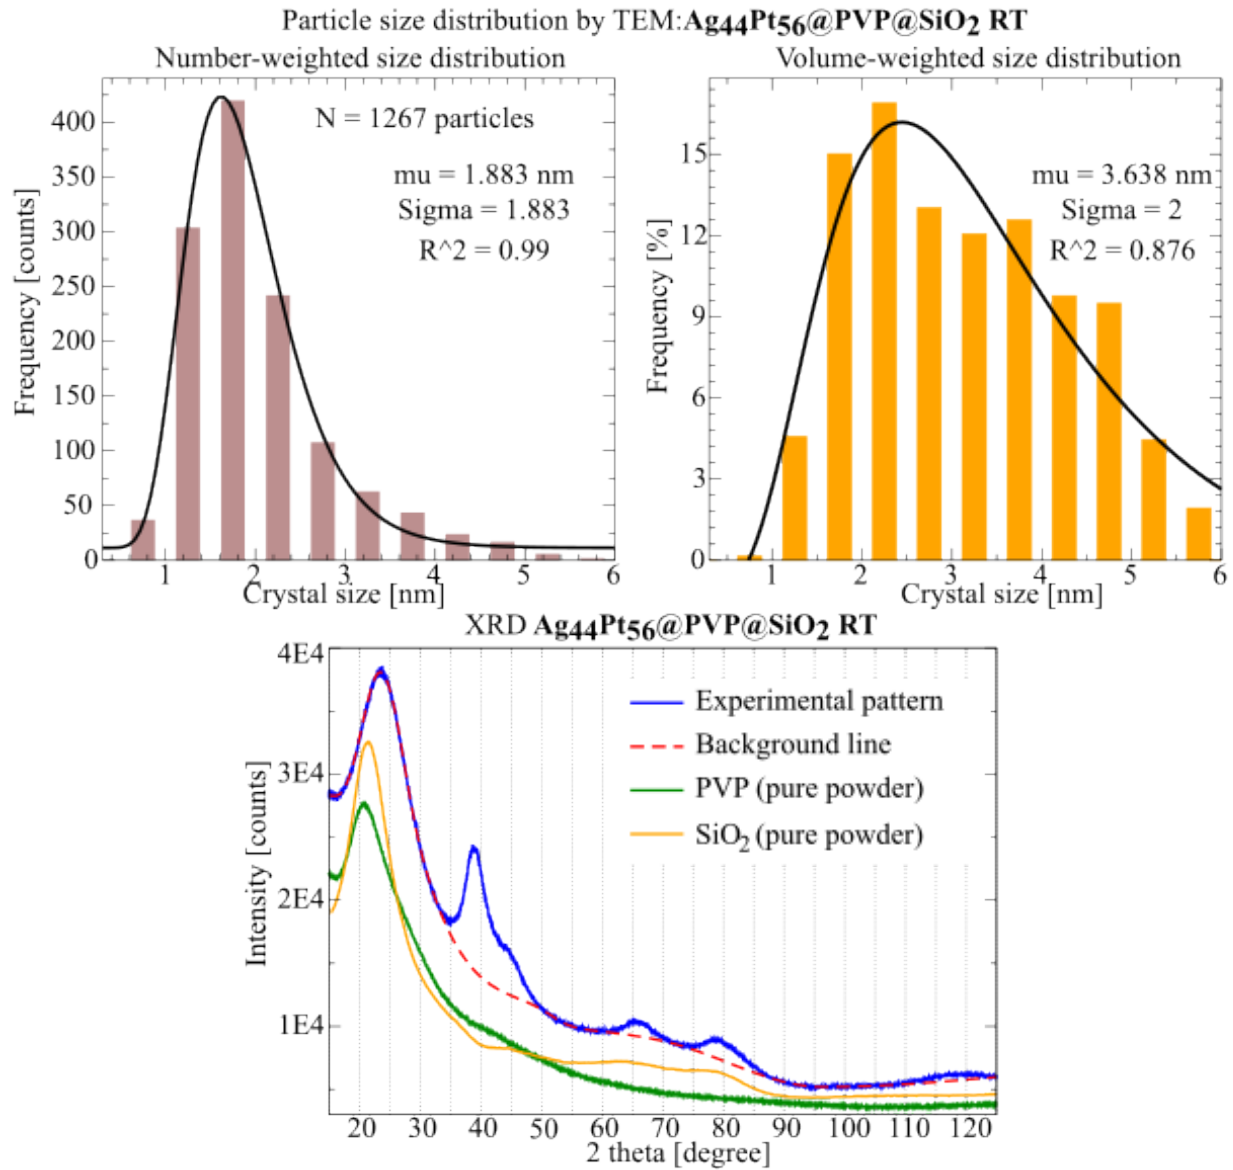 Particle size distribution by TEM:Ag44Pt56@PVP@SiO2 RT
Number-weighted size distribution
Frequency [counts]
400
350
300
250
200
150
100
50
0
N = 1267 particles
mu = 1.883 nm
Sigma = 1.883
R^2 = 0.99
1 2 3 4 5 6
Crystal size [nm]
Volume-weighted size distribution
Frequency [%]
15
12
9
6
3
0
mu = 3.638 nm
Sigma = 2
R^2 = 0.876
1 2 3 4 5 6
Crystal size [nm]
XRD Ag44Pt56@PVP@SiO2 RT
Intensity [counts]
4E4
3E4
2E4
1E4
Experimental pattern
Background line
PVP (pure powder)
SiO2 (pure powder)
20 30 40 50 60 70 80 90 100 110 120
2 theta [degree]